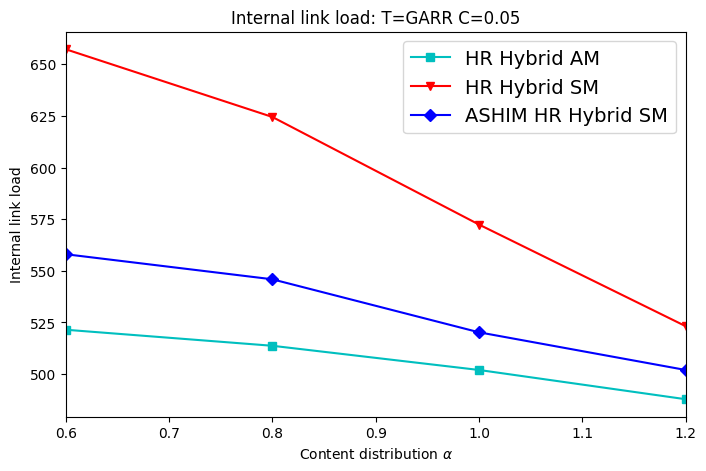 Internal link load: T=GARR C=0.05
HR Hybrid AM
HR Hybrid SM
ASHIM HR Hybrid SM
Internal link load
650
625
600
575
550
525
500
0.6 0.7 0.8 0.9 1.0 1.1 1.2
Content distribution α